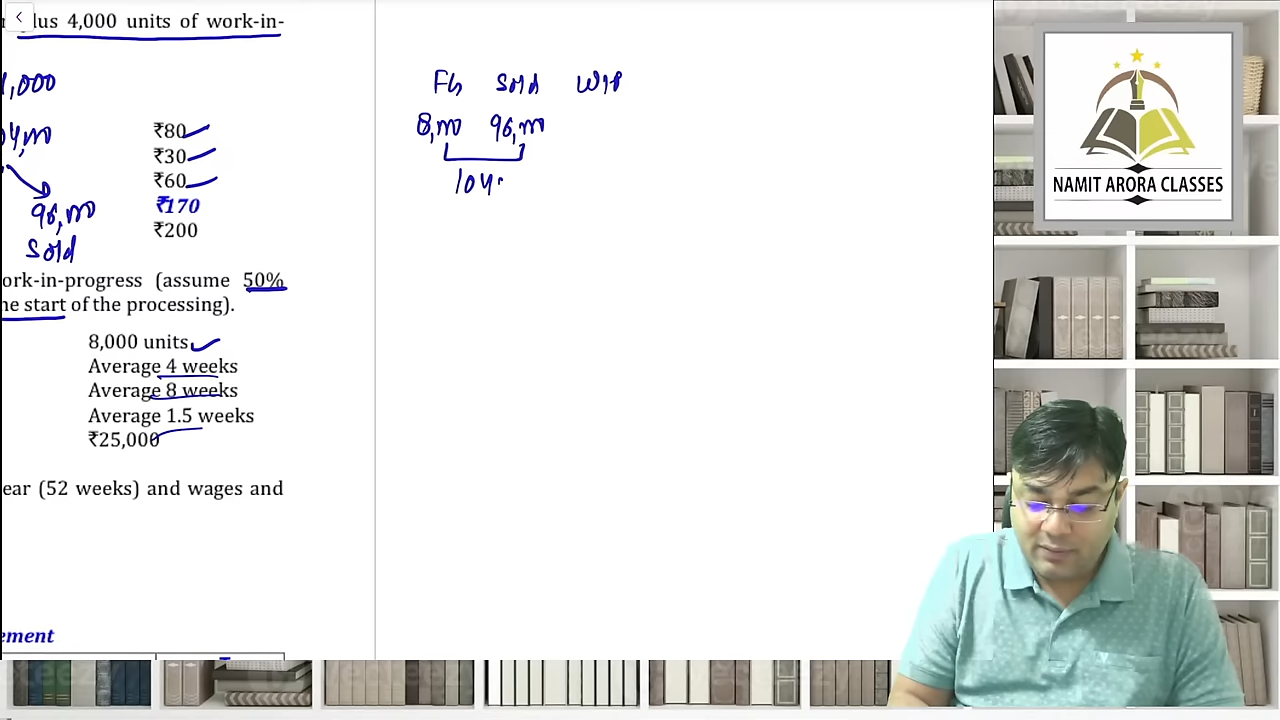 plus 4,000 units of work-in-
FG Sold WIP
8,000 96,000
104
96,000
Sold
₹80
₹30
₹60
₹170
₹200
ork-in-progress (assume 50%
he start of the processing).
8,000 units
Average 4 weeks
Average 8 weeks
Average 1.5 weeks
₹25,000
ear (52 weeks) and wages and
ement
NAMIT ARORA CLASSES